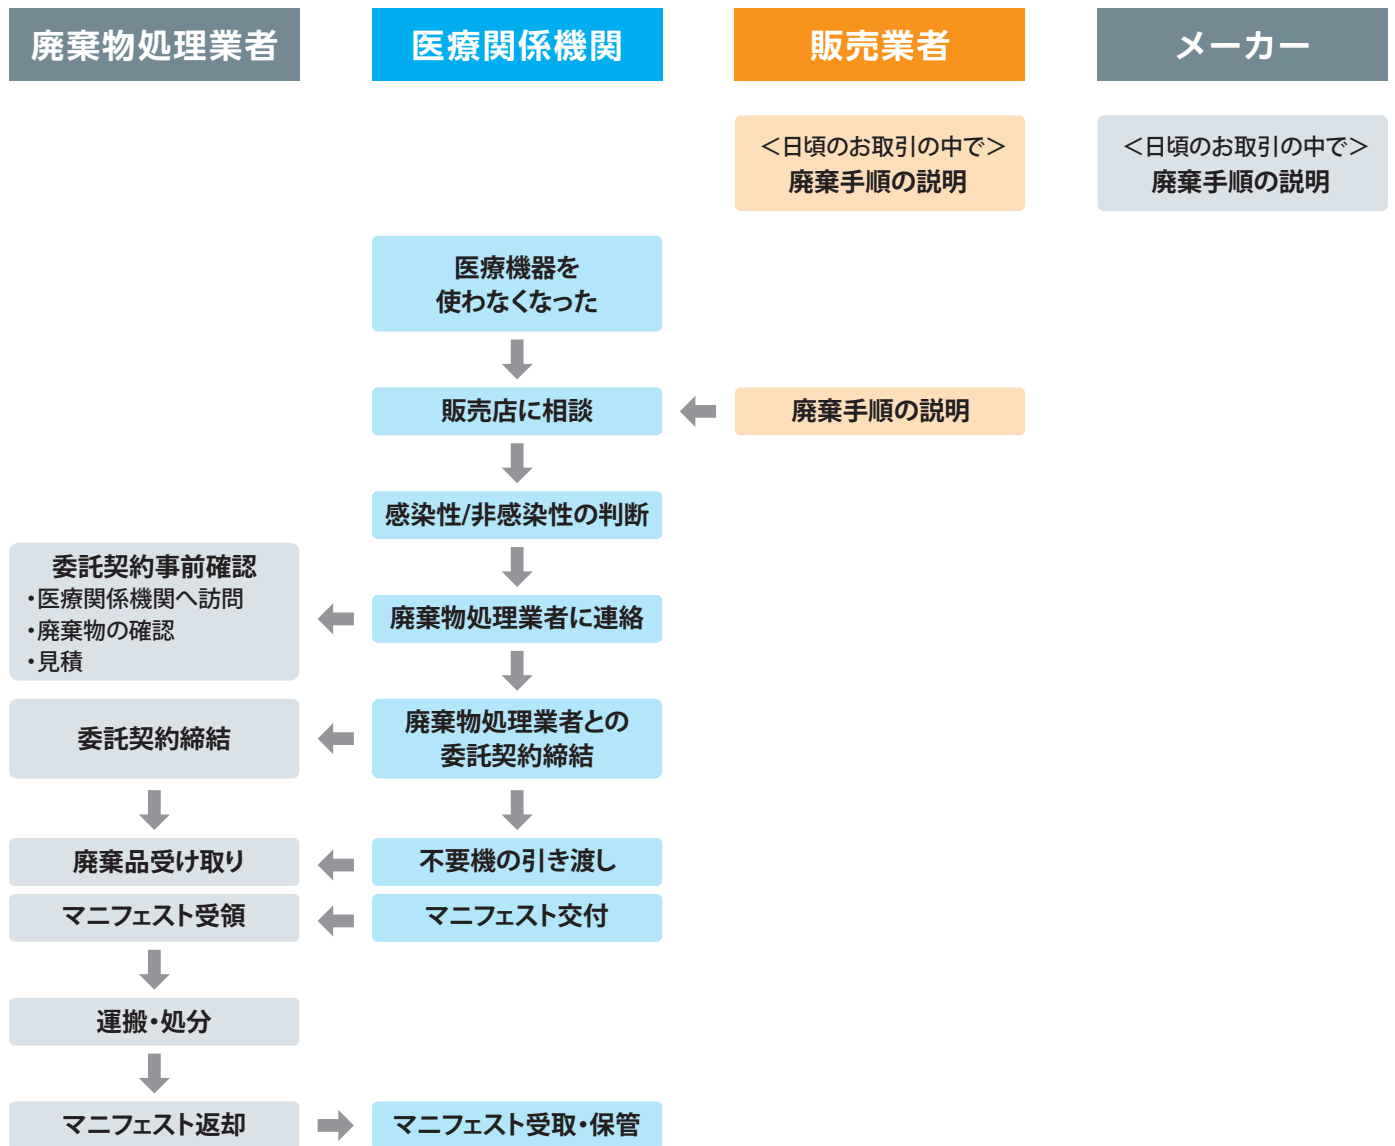 廃棄物処理業者
医療関係機関
販売業者
メーカー
＜日頃のお取引の中で＞
廃棄手順の説明
＜日頃のお取引の中で＞
廃棄手順の説明
医療機器を
使わなくなった
販売店に相談
廃棄手順の説明
感染性/非感染性の判断
委託契約事前確認
・医療関係機関へ訪問
・廃棄物の確認
・見積
廃棄物処理業者に連絡
委託契約締結
廃棄物処理業者との
委託契約締結
廃棄品受け取り
不要機の引き渡し
マニフェスト受領
マニフェスト交付
運搬・処分
マニフェスト返却
マニフェスト受取・保管